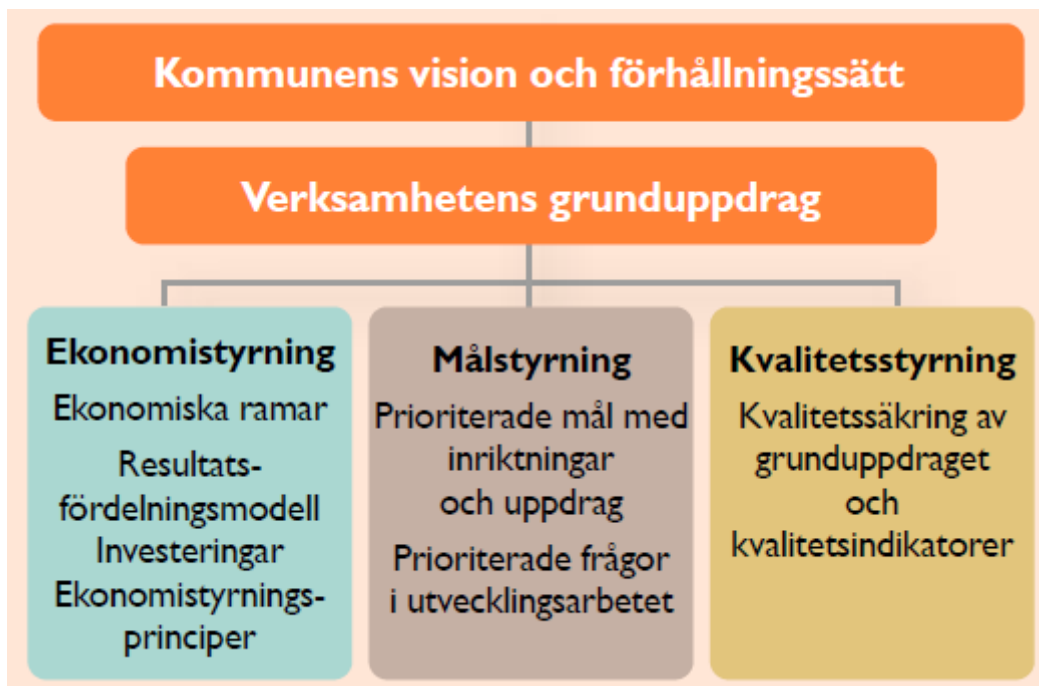 Kommunens vision och förhållningssätt
Verksamhetens grunduppdrag
Ekonomistyrning
Ekonomiska ramar
Resultats-
fördelningsmodell
Investeringar
Ekonomistyrnings-
principer
Målstyrning
Prioriterade mål med
inriktningar
och uppdrag
Prioriterade frågor
i utvecklingsarbetet
Kvalitetsstyrning
Kvalitetssäkring av
grunduppdraget
och
kvalitetsindikatorer